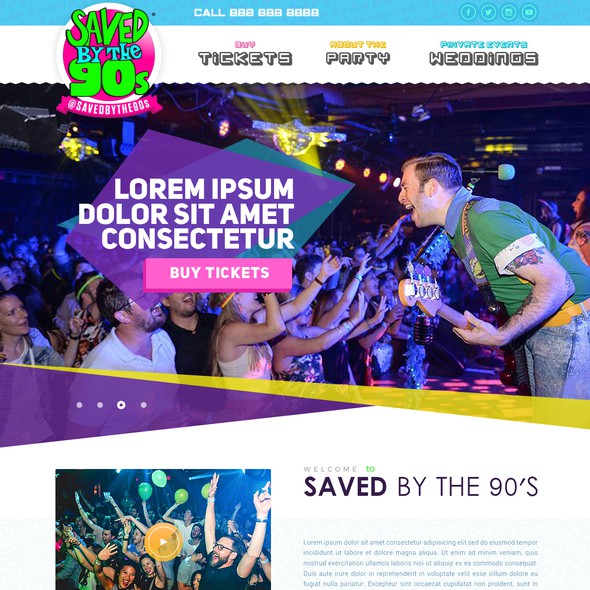 SAVED
BY THE
90s
@SAVEDBYTHE90S
CALL 888 888 8888
BUY
TICKETS
ABOUT THE
PARTY
PRIVATE EVENTS
WEDDINGS
LOREM IPSUM
DOLOR SIT AMET
CONSECTETUR
BUY TICKETS
WELCOME to
SAVED BY THE 90'S
Lorem ipsum dolor sit amet consectetur adipisicing elit sed do eiusmod tempor
incididunt ut labore et dolore magna aliqua. Ut enim ad minim veniam, quis
nostrud exercitation ullamco laboris nisi ut aliquip ex ea commodo consequat.
Duis aute irure dolor in reprehenderit in voluptate velit esse cillum dolore eu
fugiat nulla pariatur. Excepteur sint occaecat cupidatat non proident, sunt in